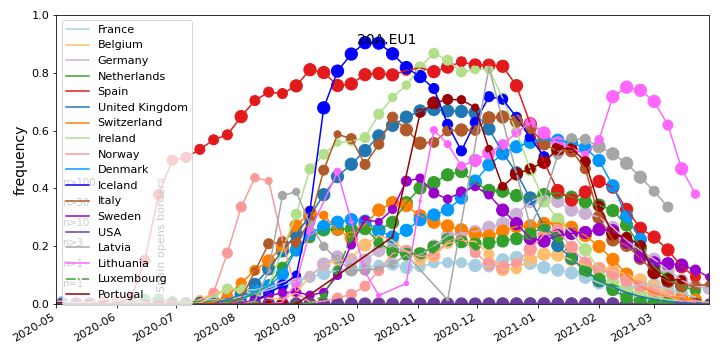 20A.EU1
1.0
0.8
0.6
0.4
0.2
0.0
frequency
France
Belgium
Germany
Netherlands
Spain
United Kingdom
Switzerland
Ireland
Norway
Denmark
Iceland
Italy
Sweden
USA
Latvia
Lithuania
Luxembourg
Portugal
n>10
n>3
n=1
Spain opens borders
2020-05
2020-06
2020-07
2020-08
2020-09
2020-10
2020-11
2020-12
2021-01
2021-02
2021-03